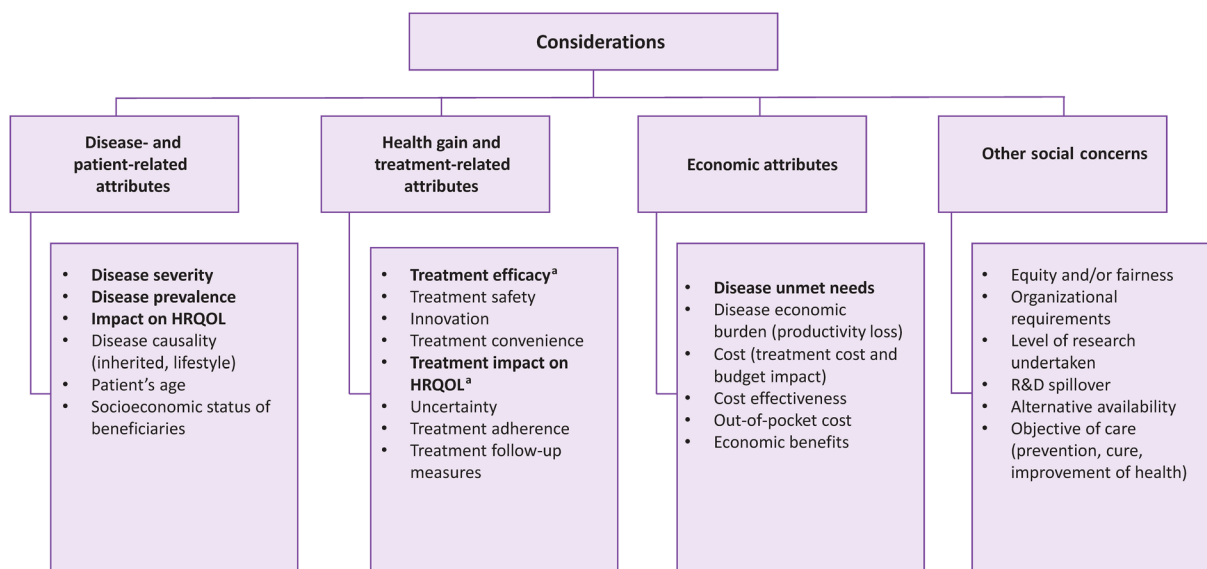 Considerations
Disease- and
patient-related
attributes
Health gain and
treatment-related
attributes
Economic attributes
Other social concerns
• Disease severity
• Disease prevalence
• Impact on HRQOL
• Disease causality
(inherited, lifestyle)
• Patient's age
• Socioeconomic status of
beneficiaries
• Treatment efficacyᵃ
• Treatment safety
• Innovation
• Treatment convenience
• Treatment impact on
HRQOLᵃ
• Uncertainty
• Treatment adherence
• Treatment follow-up
measures
• Disease unmet needs
• Disease economic
burden (productivity loss)
• Cost (treatment cost and
budget impact)
• Cost effectiveness
• Out-of-pocket cost
• Economic benefits
• Equity and/or fairness
• Organizational
requirements
• Level of research
undertaken
• R&D spillover
• Alternative availability
• Objective of care
(prevention, cure,
improvement of health)